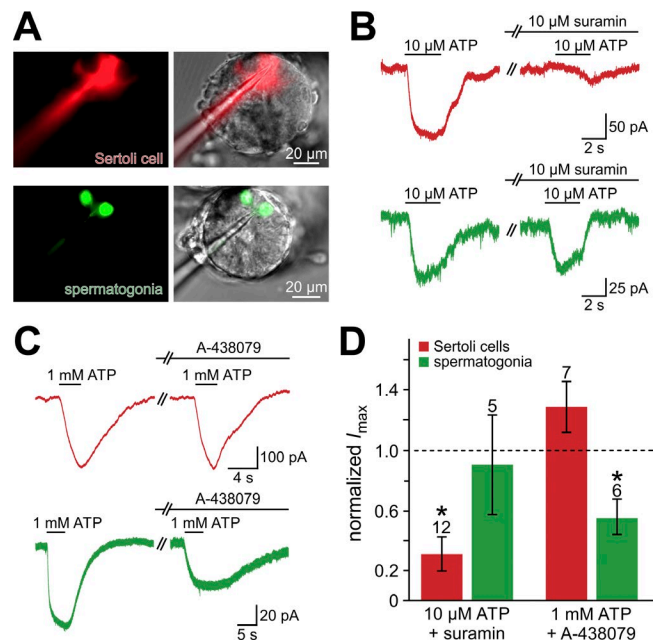 A
Sertoli cell
20 µm
spermatogonia
20 µm
B
10 µM suramin
10 µM ATP
10 µM ATP
50 pA
2 s
10 µM suramin
10 µM ATP
10 µM ATP
25 pA
2 s
C
A-438079
1 mM ATP
1 mM ATP
100 pA
4 s
A-438079
1 mM ATP
1 mM ATP
20 pA
5 s
D
Sertoli cells
spermatogonia
normalized Imax
1.4
1.0
0.6
0.2
0
* 12
5
7
* 6
10 µM ATP
+ suramin
1 mM ATP
+ A-438079